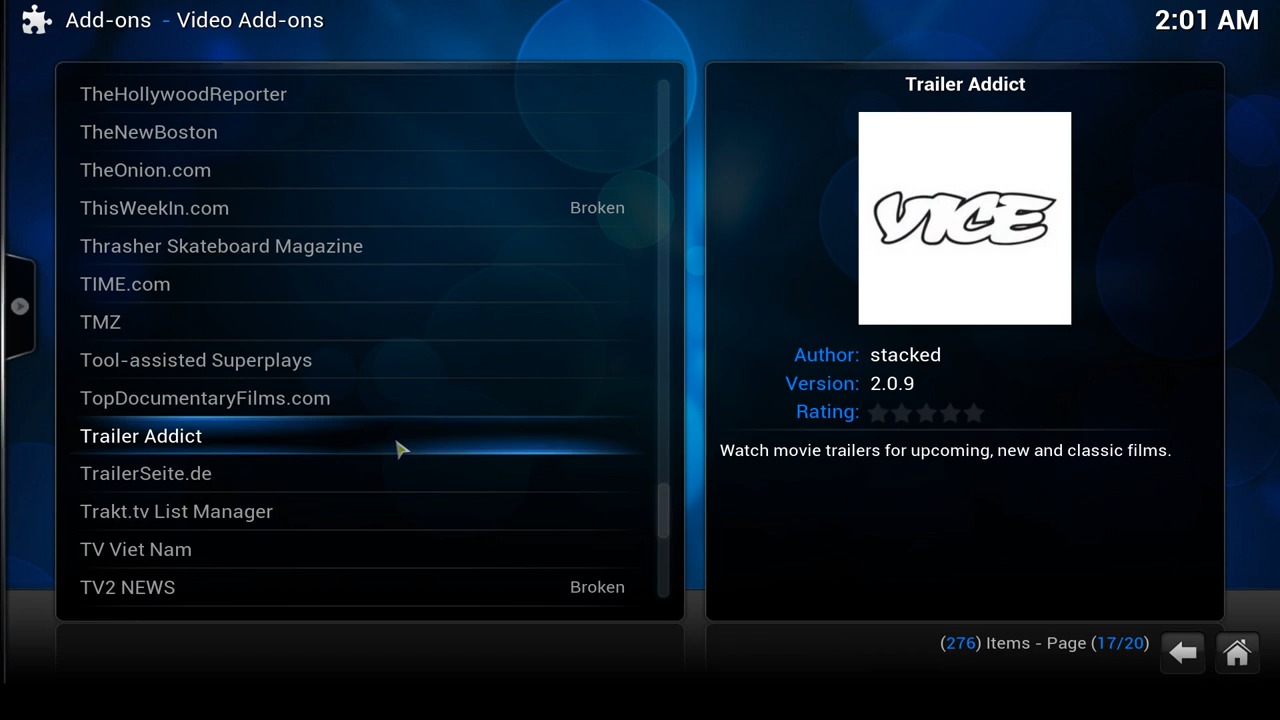 Add-ons - Video Add-ons
2:01 AM
TheHollywoodReporter
TheNewBoston
TheOnion.com
ThisWeekIn.com Broken
Thrasher Skateboard Magazine
TIME.com
TMZ
Tool-assisted Superplays
TopDocumentaryFilms.com
Trailer Addict
TrailerSeite.de
Trakt.tv List Manager
TV Viet Nam
TV2 NEWS Broken
Trailer Addict
VICE
Author: stacked
Version: 2.0.9
Rating:
Watch movie trailers for upcoming, new and classic films.
(276) Items - Page (17/20)